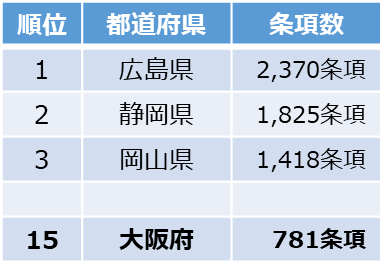 順位 都道府県 条項数
1 広島県 2,370条項
2 静岡県 1,825条項
3 岡山県 1,418条項
15 大阪府 781条項